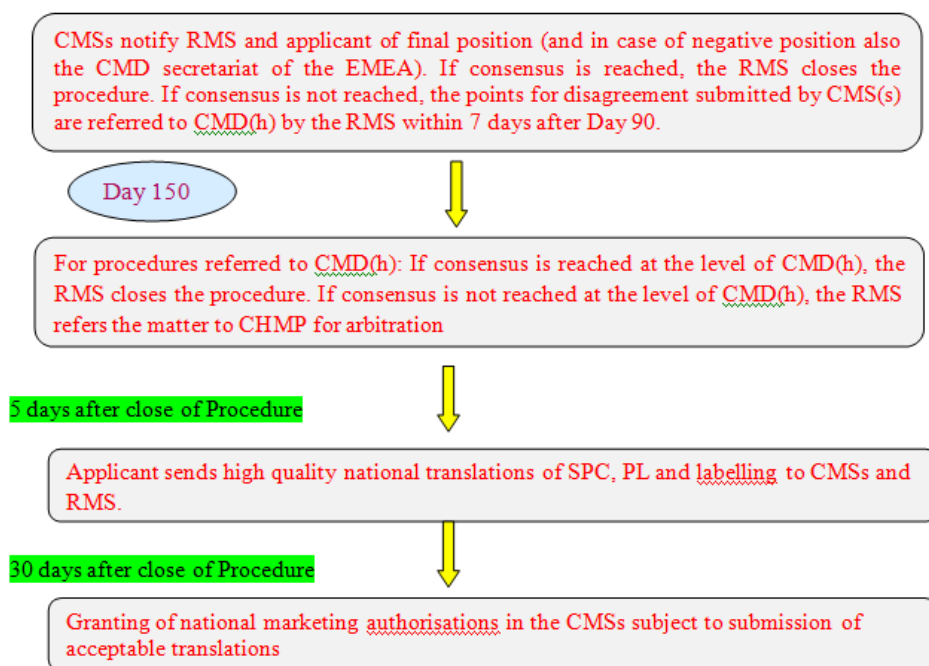 CMSs notify RMS and applicant of final position (and in case of negative position also
the CMD secretariat of the EMEA). If consensus is reached, the RMS closes the
procedure. If consensus is not reached, the points for disagreement submitted by CMS(s)
are referred to CMD(h) by the RMS within 7 days after Day 90.
Day 150
For procedures referred to CMD(h): If consensus is reached at the level of CMD(h), the
RMS closes the procedure. If consensus is not reached at the level of CMD(h), the RMS
refers the matter to CHMP for arbitration
5 days after close of Procedure
Applicant sends high quality national translations of SPC, PL and labelling to CMSs and
RMS.
30 days after close of Procedure
Granting of national marketing authorisations in the CMSs subject to submission of
acceptable translations